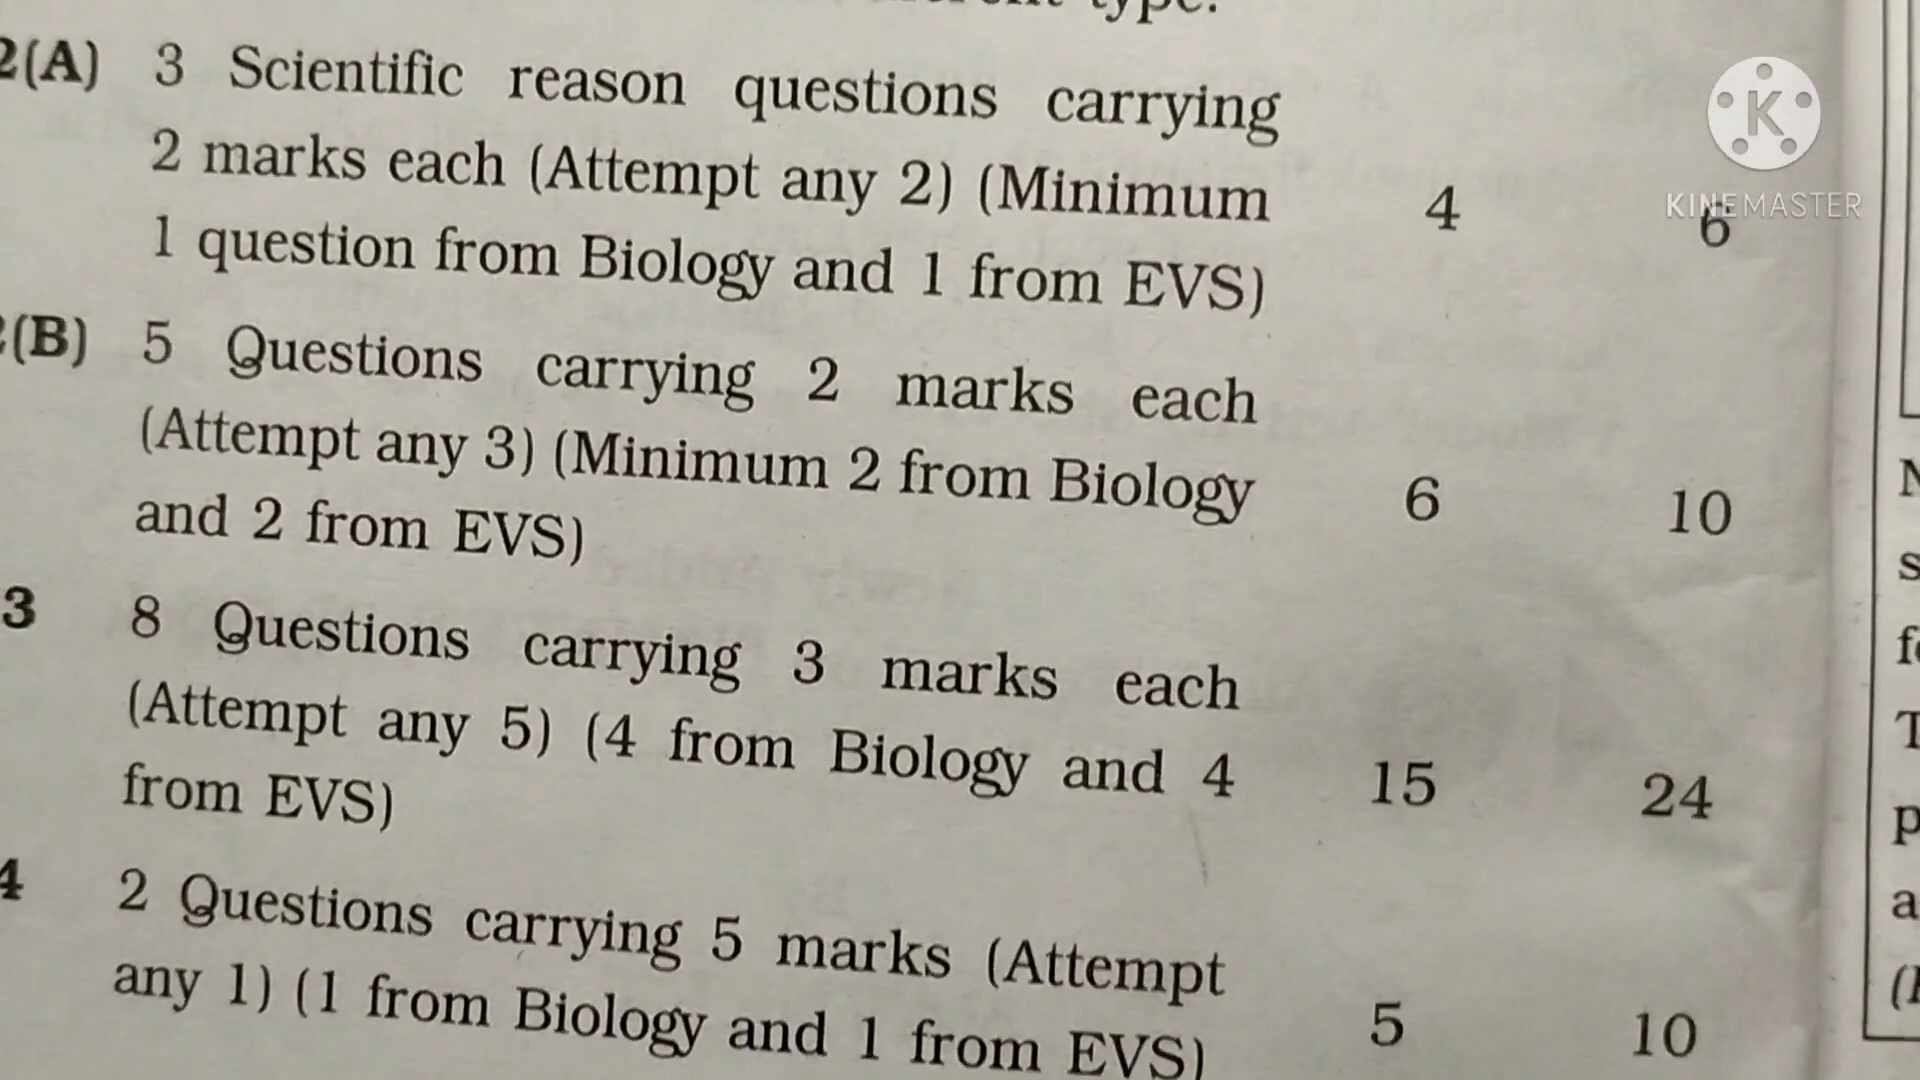 type.
2(A) 3 Scientific reason questions carrying
2 marks each (Attempt any 2) (Minimum 4 6
1 question from Biology and 1 from EVS)
(B) 5 Questions carrying 2 marks each
(Attempt any 3) (Minimum 2 from Biology 6 10
and 2 from EVS)
3 8 Questions carrying 3 marks each
(Attempt any 5) (4 from Biology and 4 15 24
from EVS)
4 2 Questions carrying 5 marks (Attempt
any 1) (1 from Biology and 1 from EVS) 5 10
K
KINEMASTER